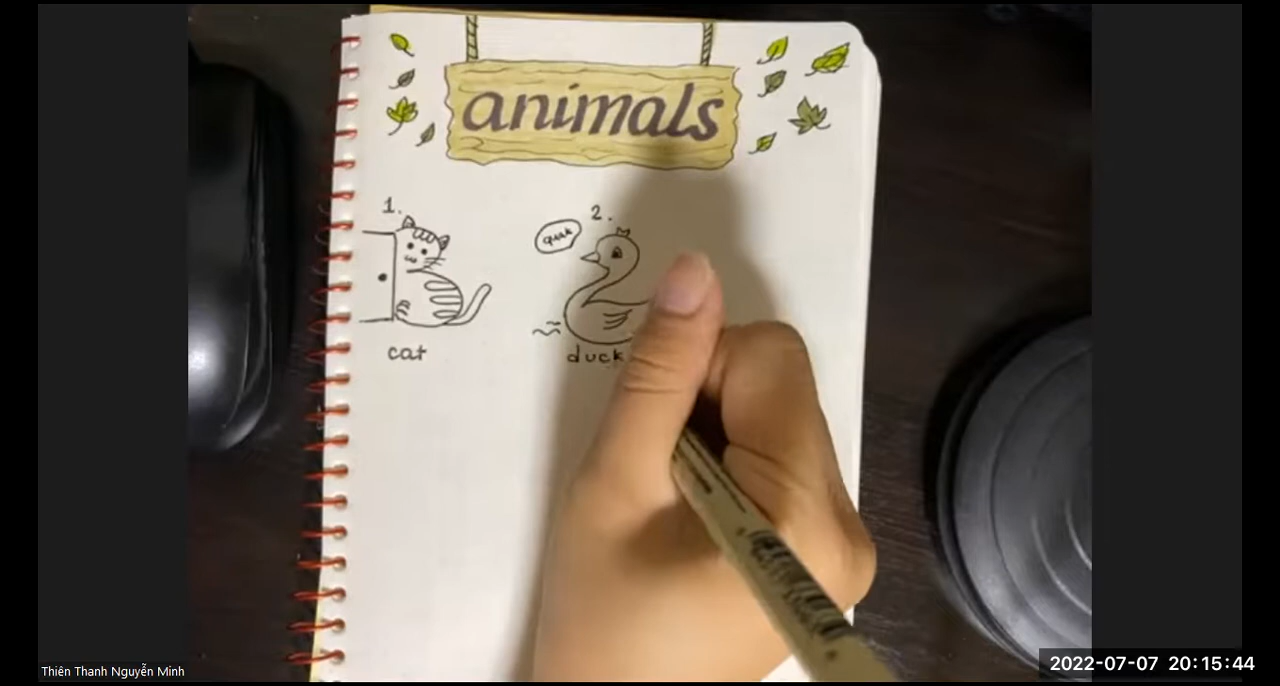 animals
1.
2.
quak
cat
duck
Thiên Thanh Nguyễn Minh
2022-07-07 20:15:44